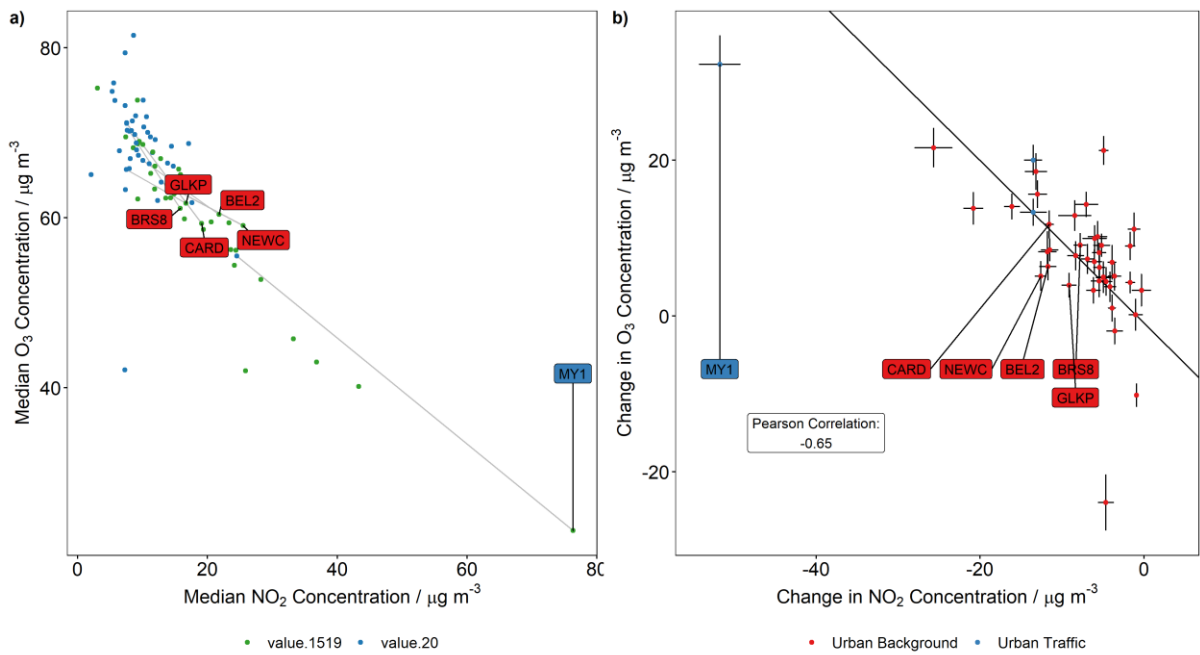 a)
Median O₃ Concentration / μg m⁻³
80
60
40
GLKP
BEL2
BRS8
CARD
NEWC
MY1
0
20
40
60
80
Median NO₂ Concentration / μg m⁻³
value.1519
value.20
b)
Change in O₃ Concentration / μg m⁻³
20
0
-20
MY1
CARD
NEWC
BEL2
BRS8
GLKP
Pearson Correlation:
-0.65
-40
-20
0
Change in NO₂ Concentration / μg m⁻³
Urban Background
Urban Traffic